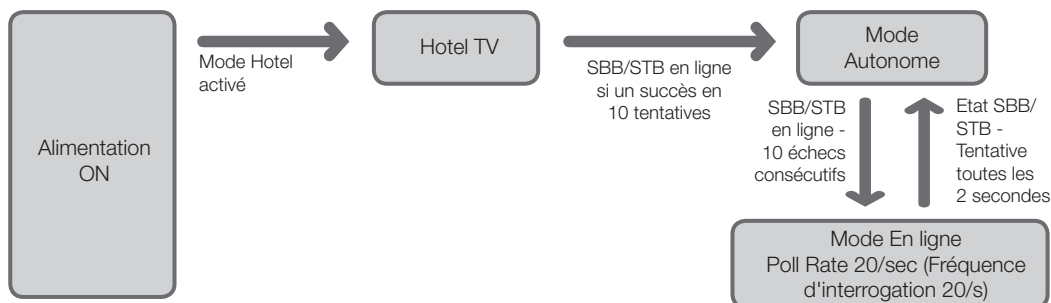 Alimentation
ON
Mode Hotel
activé
Hotel TV
SBB/STB en ligne
si un succès en
10 tentatives
Mode
Autonome
SBB/STB
en ligne -
10 échecs
consécutifs
Etat SBB/
STB -
Tentative
toutes les
2 secondes
Mode En ligne
Poll Rate 20/sec (Fréquence
d'interrogation 20/s)